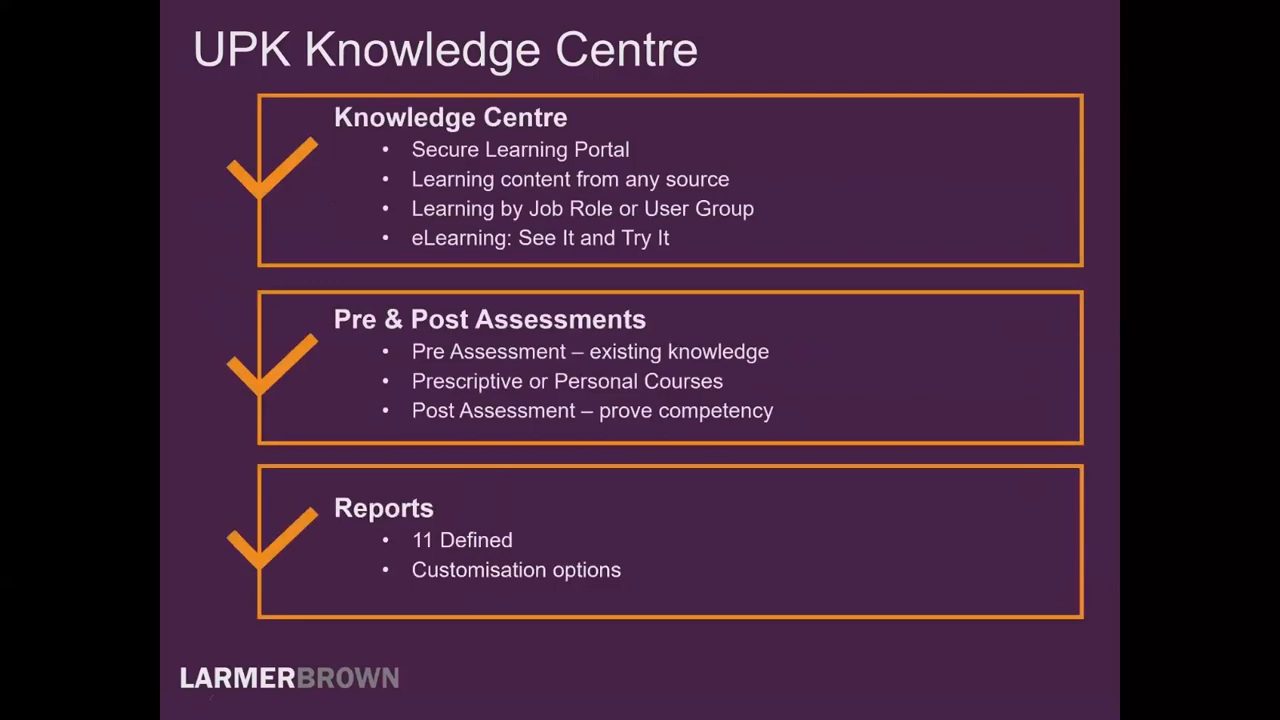 UPK Knowledge Centre
Knowledge Centre
• Secure Learning Portal
• Learning content from any source
• Learning by Job Role or User Group
• eLearning: See It and Try It
Pre & Post Assessments
• Pre Assessment – existing knowledge
• Prescriptive or Personal Courses
• Post Assessment – prove competency
Reports
• 11 Defined
• Customisation options
LARMERBROWN